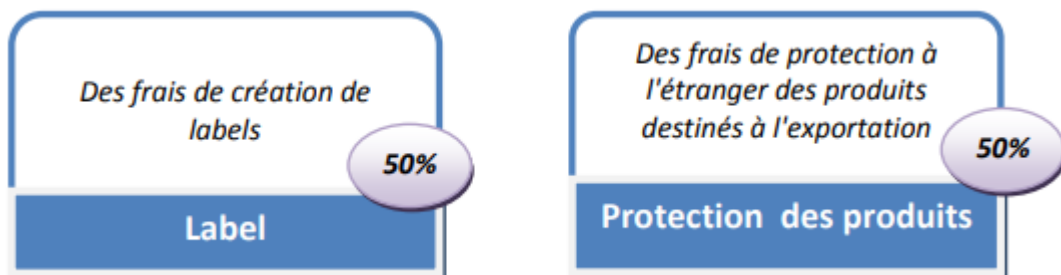 Des frais de création de
labels
50%
Label
Des frais de protection à
l'étranger des produits
destinés à l'exportation
50%
Protection des produits